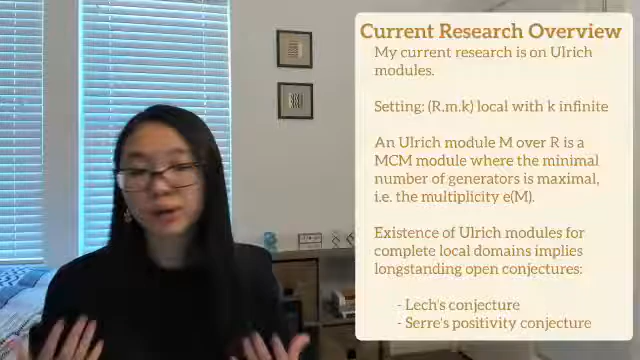 Current Research Overview
My current research is on Ulrich
modules.
Setting: (R.m.k) local with k infinite
An Ulrich module M over R is a
MCM module where the minimal
number of generators is maximal,
i.e. the multiplicity e(M).
Existence of Ulrich modules for
complete local domains implies
longstanding open conjectures:
- Lech's conjecture
- Serre's positivity conjecture